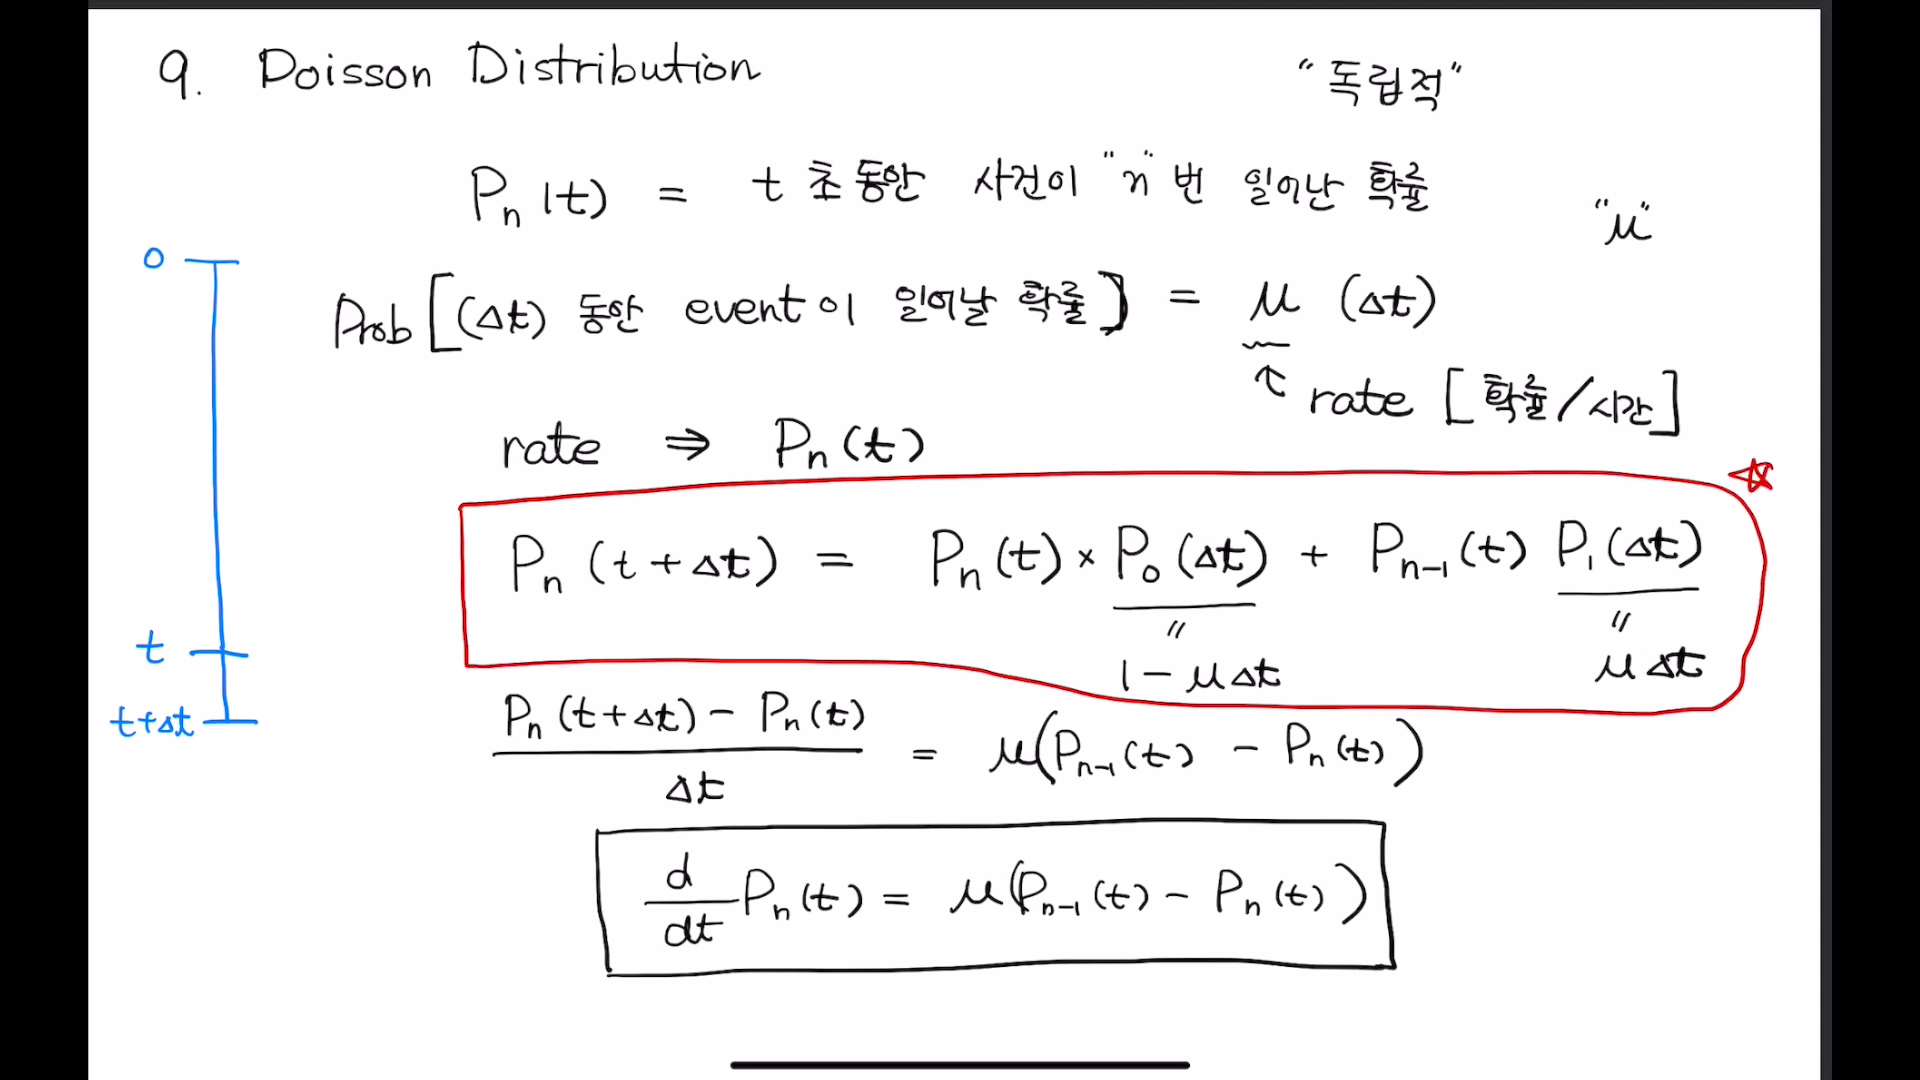 9. Poisson Distribution
"독립적"
Pn(t) = t 초 동안 사건이 "n"번 일어난 확률
"μ"
0
Prob[(Δt) 동안 event이 일어날 확률] = μ (Δt)
↑ rate [확률/시간]
rate ⇒ Pn(t)
Pn(t+Δt) = Pn(t) × P0(Δt) + Pn-1(t) P1(Δt)
〃 〃
t
1 - μΔt μΔt
t+Δt
Pn(t+Δt) - Pn(t) / Δt = μ(Pn-1(t) - Pn(t))
d/dt Pn(t) = μ(Pn-1(t) - Pn(t))